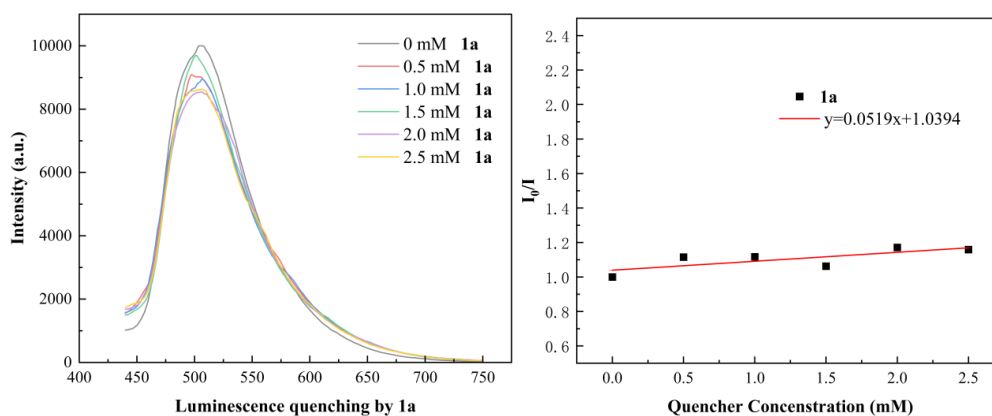 10000
8000
6000
4000
2000
0
400
450
500
550
600
650
700
750
Intensity (a.u.)
Luminescence quenching by 1a
0 mM 1a
0.5 mM 1a
1.0 mM 1a
1.5 mM 1a
2.0 mM 1a
2.5 mM 1a
2.4
2.2
2.0
1.8
1.6
1.4
1.2
1.0
0.8
0.6
0.0
0.5
1.0
1.5
2.0
2.5
I₀/I
Quencher Concenstration (mM)
1a
y=0.0519x+1.0394